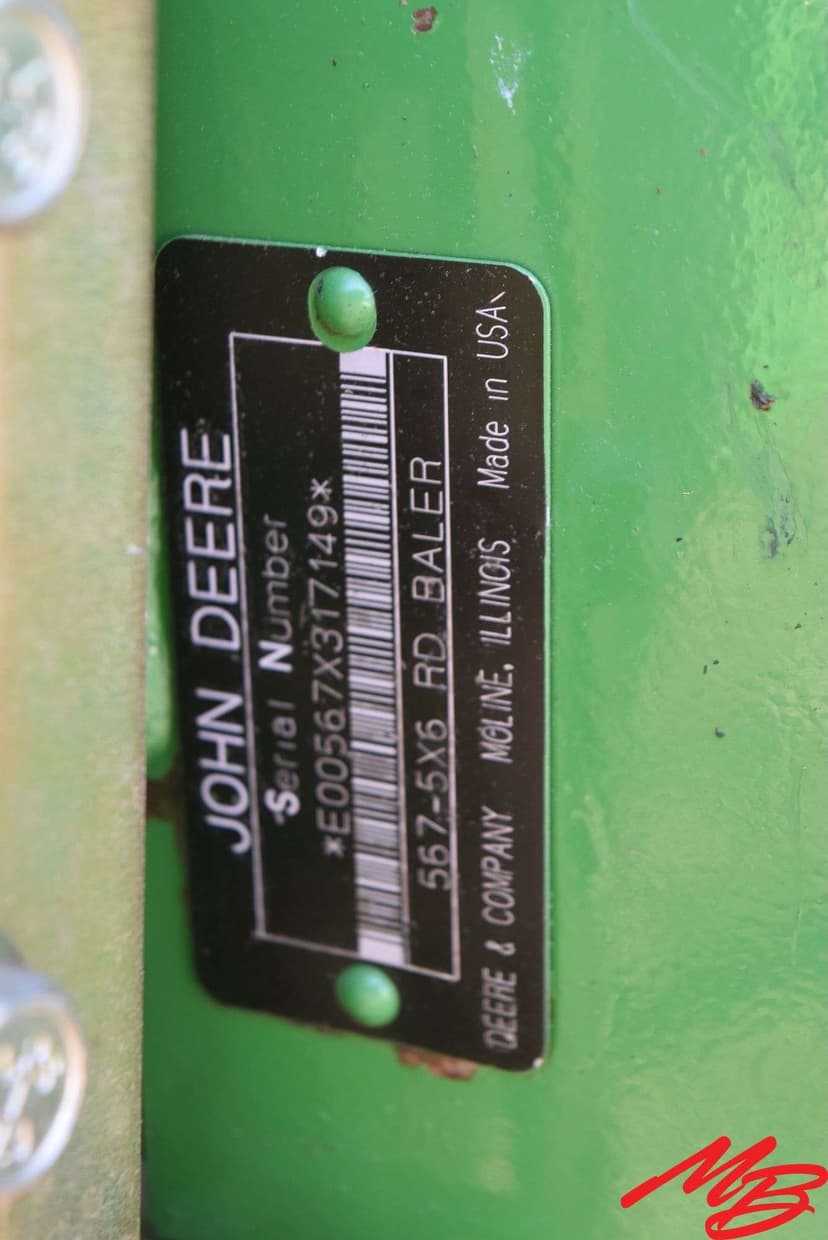 JOHN DEERE
Serial Number
*E00567X317149*
567-5X6 RD BALER
DEERE & COMPANY MOLINE, ILLINOIS Made in USA
MB